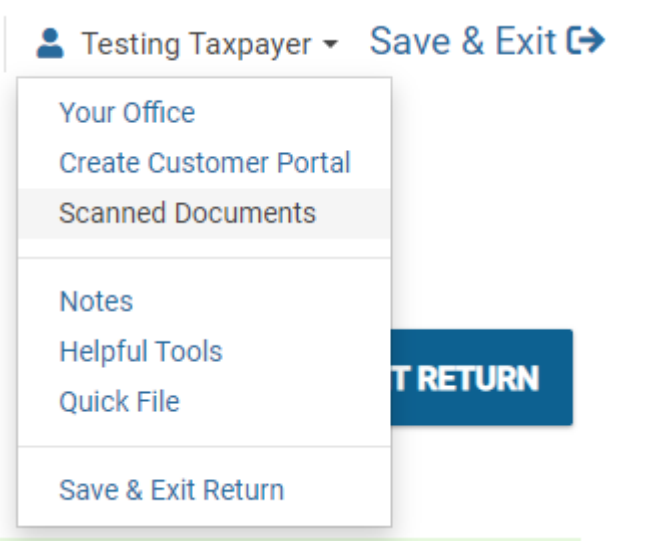 Testing Taxpayer Save & Exit
Your Office
Create Customer Portal
Scanned Documents
Notes
Helpful Tools
Quick File
T RETURN
Save & Exit Return